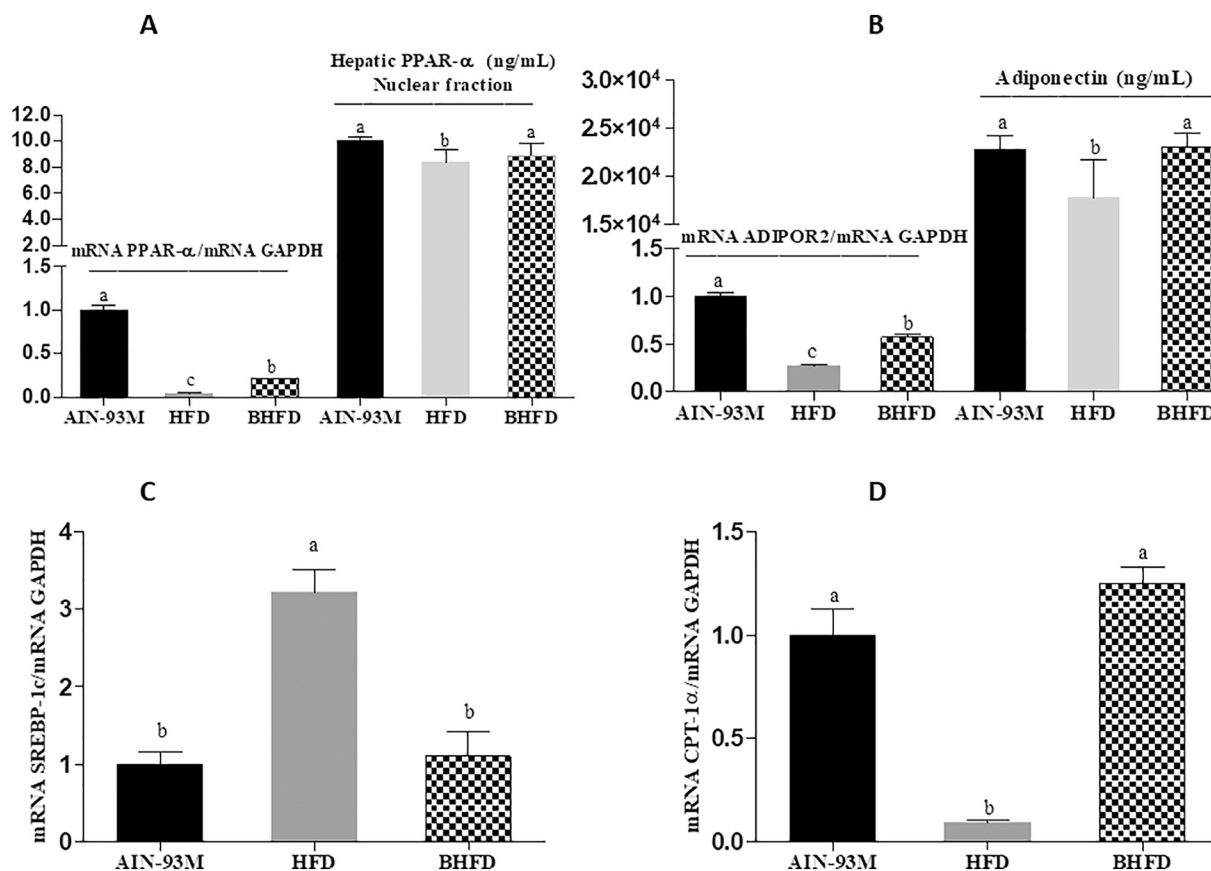 A
Hepatic PPAR-α (ng/mL)
Nuclear fraction
12.0
10.0
8.0
6.0
4.0
2.0
a
b
a
mRNA PPAR-α/mRNA GAPDH
1.5
1.0
0.5
0.0
a
c
b
AIN-93M HFD BHFD AIN-93M HFD BHFD
B
3.0×10⁴
2.5×10⁴
2.0×10⁴
1.5×10⁴
Adiponectin (ng/mL)
a
b
a
mRNA ADIPOR2/mRNA GAPDH
1.5
1.0
0.5
0.0
a
c
b
AIN-93M HFD BHFD AIN-93M HFD BHFD
C
mRNA SREBP-1c/mRNA GAPDH
4
3
2
1
0
b
a
b
AIN-93M HFD BHFD
D
mRNA CPT-1α/mRNA GAPDH
1.5
1.0
0.5
0.0
a
b
a
AIN-93M HFD BHFD